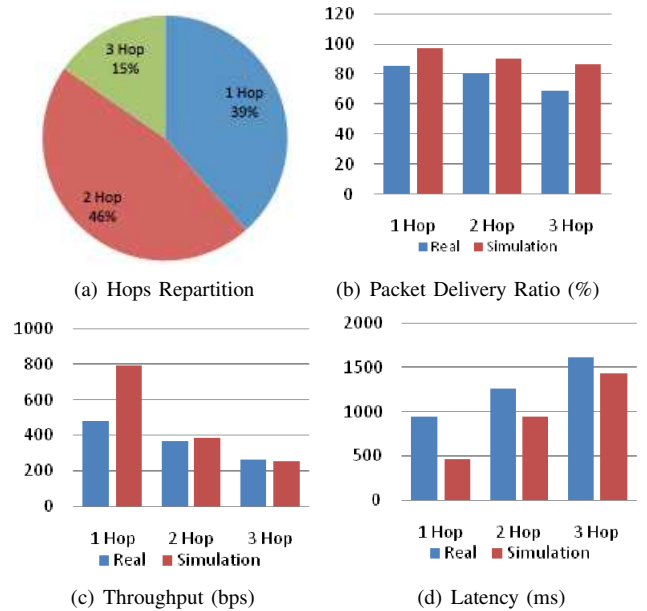 3 Hop
15%
1 Hop
39%
2 Hop
46%
(a) Hops Repartition
120
100
80
60
40
20
0
1 Hop 2 Hop 3 Hop
Real Simulation
(b) Packet Delivery Ratio (%)
1000
800
600
400
200
0
1 Hop 2 Hop 3 Hop
Real Simulation
(c) Throughput (bps)
2000
1500
1000
500
0
1 Hop 2 Hop 3 Hop
Real Simulation
(d) Latency (ms)